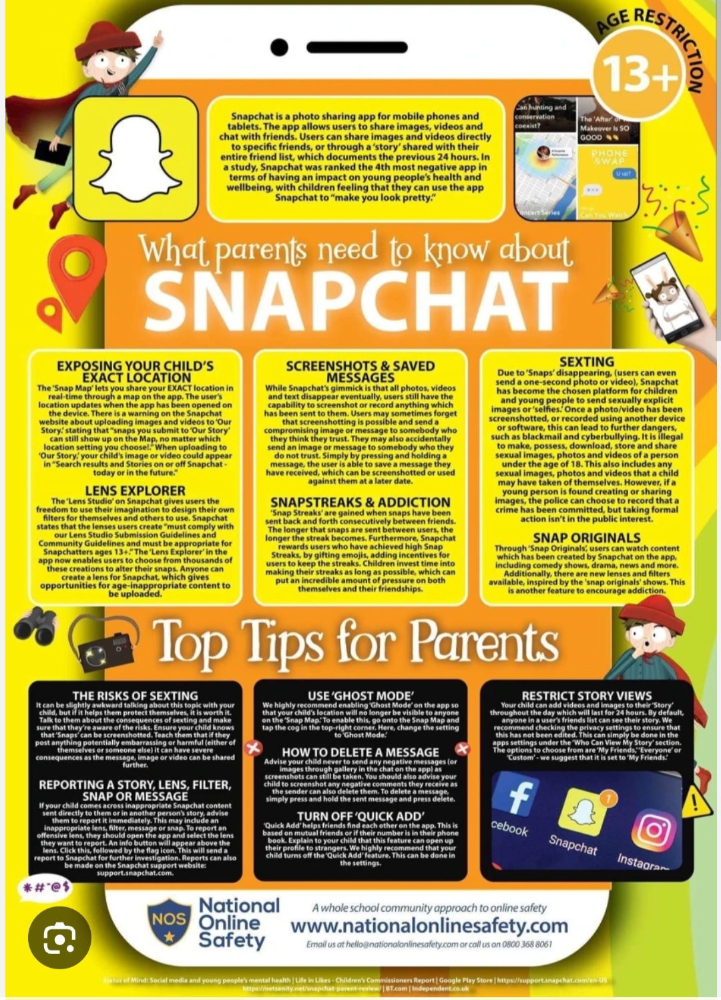 AGE RESTRICTION
13+
Snapchat is a photo sharing app for mobile phones and
tablets. The app allows users to share images, videos and
chat with friends. Users can share images and videos directly
to specific friends, or through a 'story' shared with their
entire friend list, which documents the previous 24 hours. In
a study, Snapchat was ranked the 4th most negative app in
terms of having an impact on young people's health and
wellbeing, with children feeling that they can use the app
Snapchat to "make you look pretty."
Can hunting and
conservation
coexist?
The 'After' of
Makeover Is SO
GOOD
PHONE
SWAP
U up?
Can You Watch
What parents need to know about
SNAPCHAT
EXPOSING YOUR CHILD'S
EXACT LOCATION
The 'Snap Map' lets you share your EXACT location in
real-time through a map on the app. The user's
location updates when the app has been opened on
the device. There is a warning on the Snapchat
website about uploading images and videos to 'Our
Story,' stating that "snaps you submit to 'Our Story'
can still show up on the Map, no matter which
location setting you choose!." When uploading to
'Our Story,' your child's image or video could appear
in "Search results and Stories on or off Snapchat -
today or in the future."
LENS EXPLORER
The 'Lens Studio' on Snapchat gives users the
freedom to use their imagination to design their own
filters for themselves and others to use. Snapchat
states that the lenses users create "must comply with
our Lens Studio Submission Guidelines and
Community Guidelines and must be appropriate for
Snapchatters ages 13+." The 'Lens Explorer' in the
app now enables users to choose from thousands of
these creations to alter their snaps. Anyone can
create a lens for Snapchat, which gives
opportunities for age-inappropriate content to
be uploaded.
SCREENSHOTS & SAVED
MESSAGES
While Snapchat's gimmick is that all photos, videos
and text disappear eventually, users still have the
capability to screenshot or record anything which
has been sent to them. Users may sometimes forget
that screenshotting is possible and send a
compromising image or message to somebody who
they think they trust. They may also accidentally
send an image or message to somebody who they
do not trust. Simply by pressing and holding a
message, the user is able to save a message they
have received, which can be screenshotted or used
against them at a later date.
SNAPSTREAKS & ADDICTION
'Snap Streaks' are gained when snaps have been
sent back and forth consecutively between friends.
The longer that snaps are sent between users, the
longer the streak becomes. Furthermore, Snapchat
rewards users who have achieved high Snap
Streaks, by gifting emojis, adding incentives for
users to keep the streaks. Children invest time into
making their streaks as long as possible, which can
put an incredible amount of pressure on both
themselves and their friendships.
SEXTING
Due to 'Snaps' disappearing, (users can even
send a one-second photo or video), Snapchat
has become the chosen platform for children
and young people to send sexually explicit
images or 'selfies.' Once a photo/video has been
screenshotted, or recorded using another device
or software, this can lead to further dangers,
such as blackmail and cyberbullying. It is illegal
to make, possess, download, store and share
sexual images, photos and videos of a person
under the age of 18. This also includes any
sexual images, photos and videos that a child
may have taken of themselves. However, if a
young person is found creating or sharing
images, the police can choose to record that a
crime has been committed, but taking formal
action isn't in the public interest.
SNAP ORIGINALS
Through 'Snap Originals', users can watch content
which has been created by Snapchat on the app,
including comedy shows, drama, news and more.
Additionally, there are new lenses and filters
available, inspired by the 'snap originals' shows. This
is another feature to encourage addiction.
Top Tips for Parents
THE RISKS OF SEXTING
It can be slightly awkward talking about this topic with your
child, but if it helps them protect themselves, it is worth it.
Talk to them about the consequences of sexting and make
sure that they're aware of the risks. Ensure your child knows
that 'Snaps' can be screenshotted. Teach them that if they
post anything potentially embarrassing or harmful (either of
themselves or someone else) it can have severe
consequences as the message, image or video can be shared
further.
REPORTING A STORY, LENS, FILTER,
SNAP OR MESSAGE
If your child comes across inappropriate Snapchat content
sent directly to them or in another person's story, advise
them to report it immediately. This may include an
inappropriate lens, filter, message or snap. To report an
offensive lens, they should open the app and select the lens
they want to report. An info button will appear above the
lens. Click this, followed by the flag icon. This will send a
report to Snapchat for further investigation. Reports can also
be made on the Snapchat support website:
support.snapchat.com.
USE 'GHOST MODE'
We highly recommend enabling 'Ghost Mode' on the app so
that your child's location will no longer be visible to anyone
on the 'Snap Map.' To enable this, go onto the Snap Map and
tap the cog in the top-right corner. Here, change the setting
to 'Ghost Mode.'
HOW TO DELETE A MESSAGE
Advise your child never to send any negative messages (or
images through gallery in the chat on the app) as
screenshots can still be taken. You should also advise your
child to screenshot any negative comments they receive as
the sender can also delete them. To delete a message,
simply press and hold the sent message and press delete.
TURN OFF 'QUICK ADD'
'Quick Add' helps friends find each other on the app. This is
based on mutual friends or if their number is in their phone
book. Explain to your child that this feature can open up
their profile to strangers. We highly recommend that your
child turns off the 'Quick Add' feature. This can be done in
the settings.
RESTRICT STORY VIEWS
Your child can add videos and images to their 'Story'
throughout the day which will last for 24 hours. By default,
anyone in a user's friends list can see their story. We
recommend checking the privacy settings to ensure that
this has not been edited. This can simply be done in the
apps settings under the 'Who Can View My Story' section.
The options to choose from are 'My Friends,' 'Everyone' or
'Custom' - we suggest that it is set to 'My Friends.'
1
cebook
Snapchat
Instagram
!
*#"@$
NOS
National
Online
Safety
A whole school community approach to online safety
www.nationalonlinesafety.com
Email us at hello@nationalonlinesafety.com or call us on 0800 368 8061
Status of Mind: Social media and young people's mental health | Life in Likes - Children's Commissioners Report | Google Play Store | https://support.snapchat.com/en-US
https://netsanity.net/snapchat-parent-review/ | BT.com | Independent.co.uk